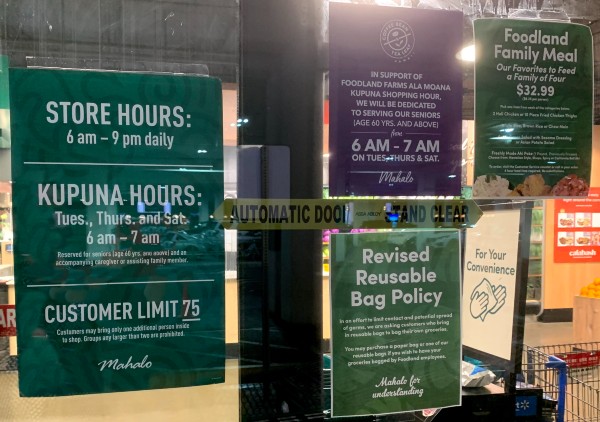 STORE HOURS:
6 am – 9 pm daily
KUPUNA HOURS:
Tues., Thurs. and Sat.
6 am – 7 am
Reserved for seniors (age 60 yrs. and above) and an
accompanying caregiver or assisting family member.
CUSTOMER LIMIT 75
Customers may bring only one additional person inside
to shop. Groups any larger than two are prohibited.
Mahalo
IN SUPPORT OF
FOODLAND FARMS ALA MOANA
KUPUNA SHOPPING HOUR,
WE WILL BE DEDICATED
TO SERVING OUR SENIORS
(AGE 60 YRS. AND ABOVE)
from
6 AM – 7 AM
ON TUES., THURS & SAT.
Mahalo
Foodland
Family Meal
Our Favorites to Feed
a Family of Four
$32.99
AUTOMATIC DOOR
STAND CLEAR
Revised
Reusable
Bag Policy
In an effort to limit contact and potential spread
of germs, we are asking customers who bring
in reusable bags to bag their own groceries.
You may purchase a paper bag or one of our
reusable bags if you wish to have your
groceries bagged by Foodland employees.
Mahalo for
understanding
For Your
Convenience
calabash